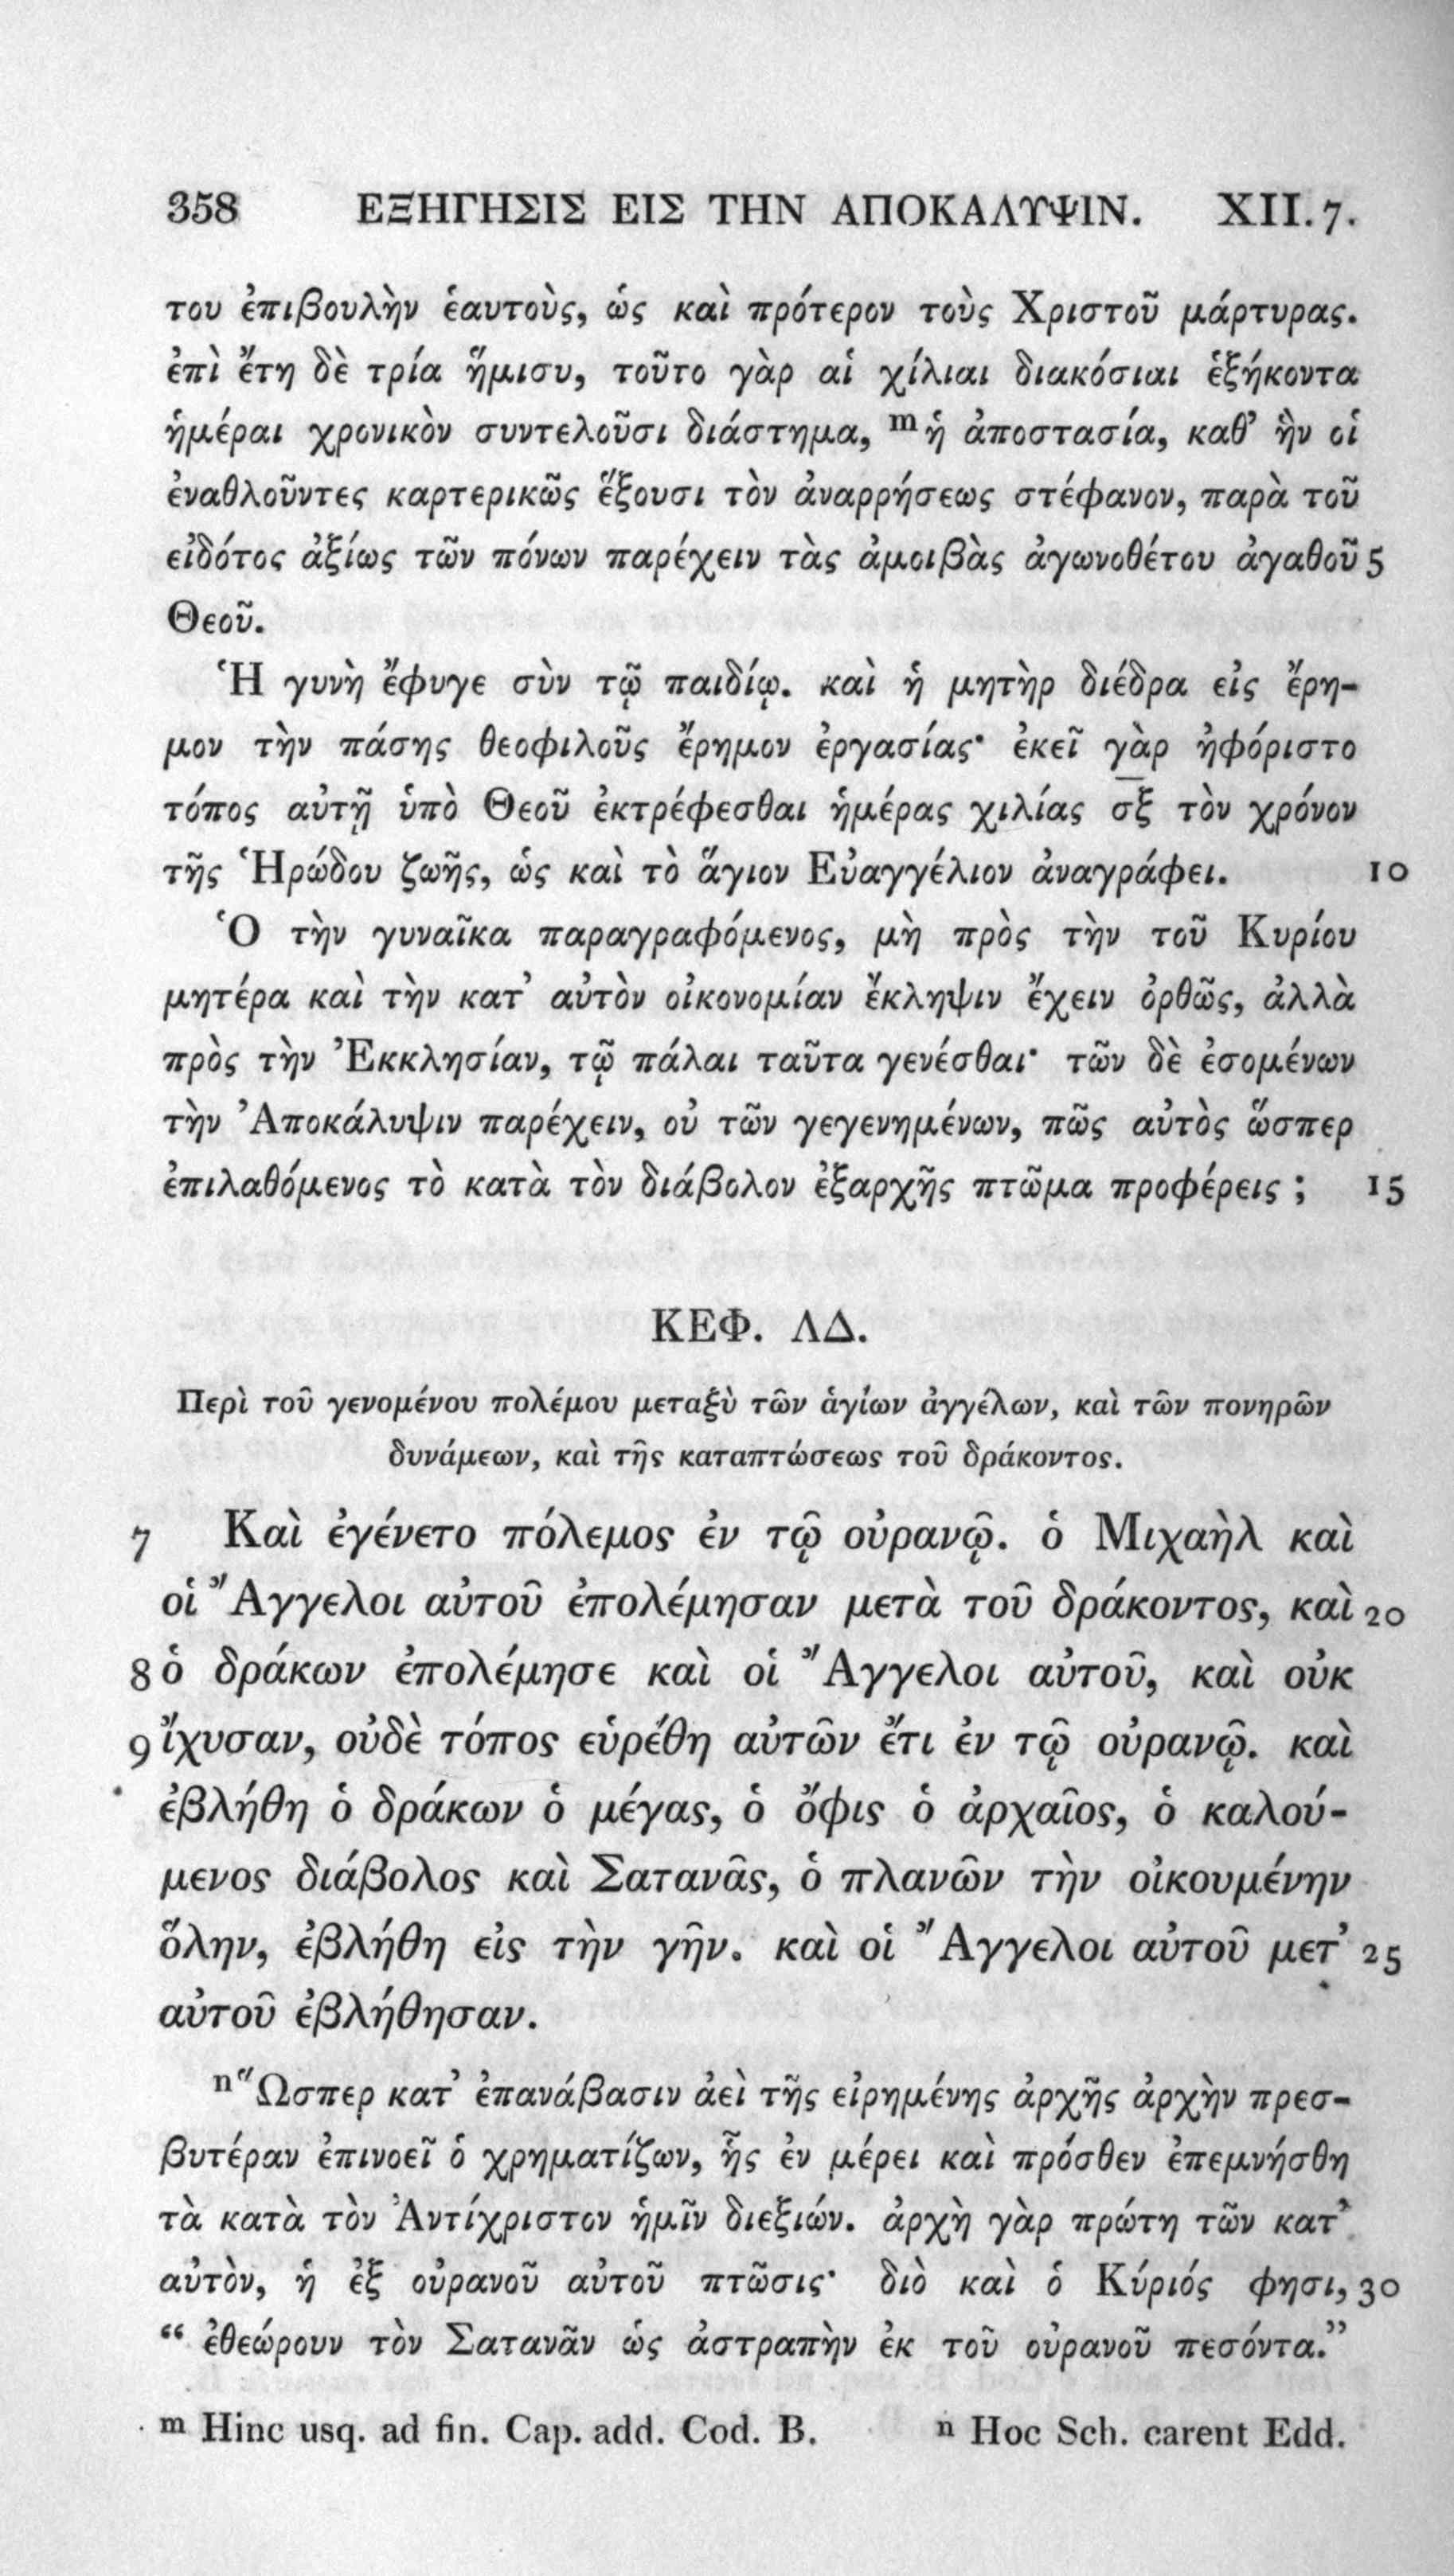 358 ΕΞΗΓΗΣΙΣ ΕΙΣ ΤΗΝ ΑΠΟΚΑΛΥΨΙΝ. XII. 7.
του ἐπιβουλὴν ἑαυτοὺς, ὡς καὶ πρότερον τοὺς Χριστοῦ μάρτυρας.
ἐπὶ ἔτη δὲ τρία ἥμισυ, τοῦτο γὰρ αἱ χίλιαι διακόσιαι ἑξήκοντα
ἡμέραι χρονικὸν συντελοῦσι διάστημα, ᵐ ἡ ἀποστασία, καθ᾽ ἣν οἱ
ἐναθλοῦντες καρτερικῶς ἕξουσι τὸν ἀναρρήσεως στέφανον, παρὰ τοῦ
εἰδότος ἀξίως τῶν πόνων παρέχειν τὰς ἀμοιβὰς ἀγωνοθέτου ἀγαθοῦ 5
Θεοῦ.
Ἡ γυνὴ ἔφυγε σὺν τῷ παιδίῳ. καὶ ἡ μητὴρ διέδρα εἰς ἔρη-
μον τὴν πάσης θεοφιλοῦς ἔρημον ἐργασίας· ἐκεῖ γὰρ ἠφόριστο
τόπος αὐτῇ ὑπὸ Θεοῦ ἐκτρέφεσθαι ἡμέρας χιλίας σ̅ξ τὸν χρόνον
τῆς Ἡρώδου ζωῆς, ὡς καὶ τὸ ἅγιον Εὐαγγέλιον ἀναγράφει. 10
Ὁ τὴν γυναῖκα παραγραφόμενος, μὴ πρὸς τὴν τοῦ Κυρίου
μητέρα καὶ τὴν κατ᾽ αὐτὸν οἰκονομίαν ἔκληψιν ἔχειν ὀρθῶς, ἀλλὰ
πρὸς τὴν Ἐκκλησίαν, τῷ πάλαι ταῦτα γενέσθαι· τῶν δὲ ἐσομένων
τὴν Ἀποκάλυψιν παρέχειν, οὐ τῶν γεγενημένων, πῶς αὐτὸς ὥσπερ
ἐπιλαθόμενος τὸ κατὰ τὸν διάβολον ἐξαρχῆς πτῶμα προφέρεις ; 15
ΚΕΦ. ΛΔ.
Περὶ τοῦ γενομένου πολέμου μεταξὺ τῶν ἁγίων ἀγγέλων, καὶ τῶν πονηρῶν
δυνάμεων, καὶ τῆς καταπτώσεως τοῦ δράκοντος.
7 Καὶ ἐγένετο πόλεμος ἐν τῷ οὐρανῷ. ὁ Μιχαὴλ καὶ
οἱ Ἄγγελοι αὐτοῦ ἐπολέμησαν μετὰ τοῦ δράκοντος, καὶ 20
8 ὁ δράκων ἐπολέμησε καὶ οἱ Ἄγγελοι αὐτοῦ, καὶ οὐκ
9 ἴχυσαν, οὐδὲ τόπος εὑρέθη αὐτῶν ἔτι ἐν τῷ οὐρανῷ. καὶ
ἐβλήθη ὁ δράκων ὁ μέγας, ὁ ὄφις ὁ ἀρχαῖος, ὁ καλού-
μενος διάβολος καὶ Σατανᾶς, ὁ πλανῶν τὴν οἰκουμένην
ὅλην, ἐβλήθη εἰς τὴν γῆν. καὶ οἱ Ἄγγελοι αὐτοῦ μετ᾽ 25
αὐτοῦ ἐβλήθησαν.
ⁿ Ὥσπερ κατ᾽ ἐπανάβασιν ἀεὶ τῆς εἰρημένης ἀρχῆς ἀρχὴν πρεσ-
βυτέραν ἐπινοεῖ ὁ χρηματίζων, ἧς ἐν μέρει καὶ πρόσθεν ἐπεμνήσθη
τὰ κατὰ τὸν Ἀντίχριστον ἡμῖν διεξιών. ἀρχὴ γὰρ πρώτη τῶν κατ᾽
αὐτὸν, ἡ ἐξ οὐρανοῦ αὐτοῦ πτῶσις· διὸ καὶ ὁ Κύριός φησι, 30
“ ἐθεώρουν τὸν Σατανᾶν ὡς ἀστραπὴν ἐκ τοῦ οὐρανοῦ πεσόντα.”
ᵐ Hinc usq. ad fin. Cap. add. Cod. B. ⁿ Hoc Sch. carent Edd.